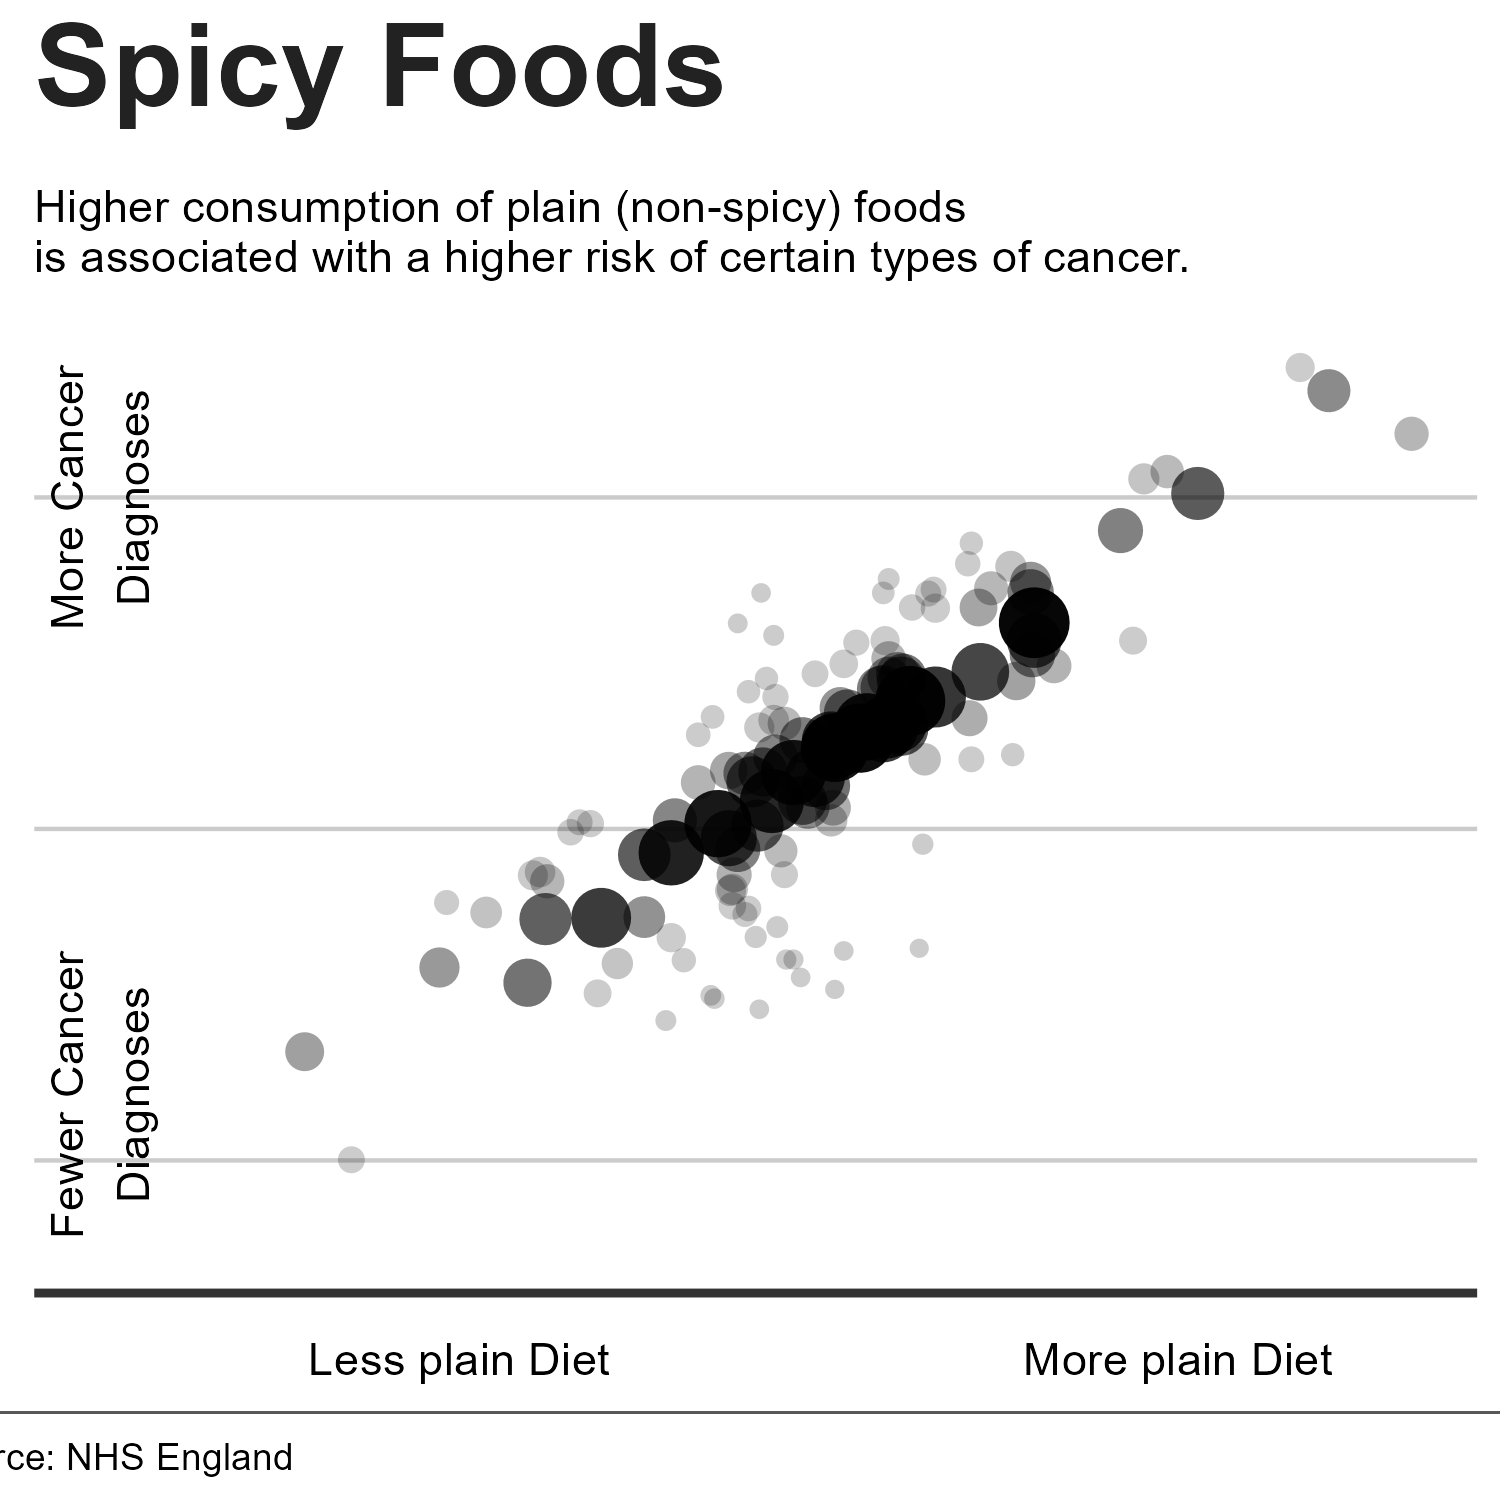 Spicy Foods
Higher consumption of plain (non-spicy) foods
is associated with a higher risk of certain types of cancer.
More Cancer
Diagnoses
Fewer Cancer
Diagnoses
Less plain Diet
More plain Diet
rce: NHS England